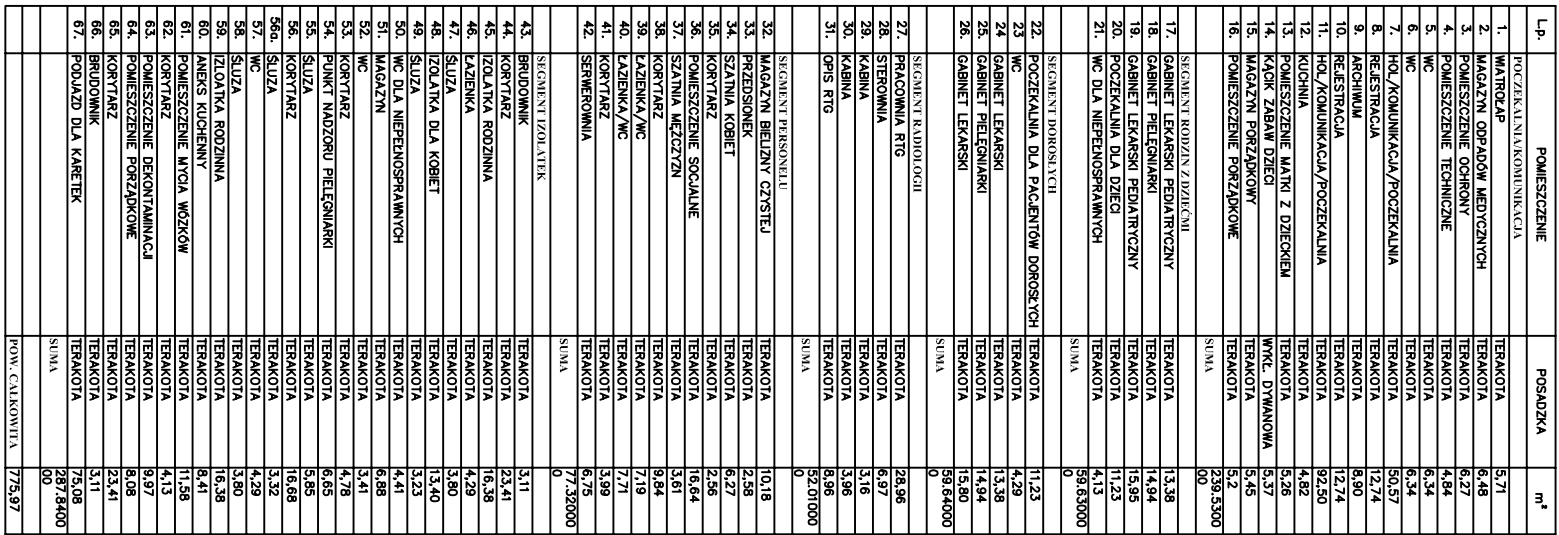 L.p. POMIESZCZENIE POSADZKA m²
POCZEKALNIA/KOMUNIKACJA
1. WIATROŁAP TERAKOTA 5,71
2. MAGAZYN ODPADÓW MEDYCZNYCH TERAKOTA 6,48
3. POMIESZCZENIE OCHRONY TERAKOTA 6,27
4. POMIESZCZENIE TECHNICZNE TERAKOTA 4,84
5. WC TERAKOTA 6,34
6. WC TERAKOTA 6,34
7. HOL/KOMUNIKACJA/POCZEKALNIA TERAKOTA 50,57
8. REJESTRACJA TERAKOTA 12,74
9. ARCHIWUM TERAKOTA 8,90
10. REJESTRACJA TERAKOTA 12,74
11. HOL/KOMUNIKACJA/POCZEKALNIA TERAKOTA 92,50
12. KUCHNIA TERAKOTA 4,82
13. POMIESZCZENIE MATKI Z DZIECKIEM TERAKOTA 5,26
14. KĄCIK ZABAW DZIECI WYKŁ. DYWANOWA 5,37
15. MAGAZYN PORZĄDKOWY TERAKOTA 5,45
16. POMIESZCZENIE PORZĄDKOWE TERAKOTA 5,2
SUMA 239.5300
00
SEGMENT RODZIN Z DZIEĆMI
17. GABINET LEKARSKI PEDIATRYCZNY TERAKOTA 13,38
18. GABINET PIELĘGNIARKI TERAKOTA 14,94
19. GABINET LEKARSKI PEDIATRYCZNY TERAKOTA 15,95
20. POCZEKALNIA DLA DZIECI TERAKOTA 11,23
21. WC DLA NIEPEŁNOSPRAWNYCH TERAKOTA 4,13
SUMA 59.63000
0
SEGMENT DOROSŁYCH
22 POCZEKALNIA DLA PACJENTÓW DOROSŁYCH TERAKOTA 11,23
23 WC TERAKOTA 4,29
24 GABINET LEKARSKI TERAKOTA 13,38
25. GABINET PIELĘGNIARKI TERAKOTA 14,94
26. GABINET LEKARSKI TERAKOTA 15,80
SUMA 59.64000
0
SEGMENT RADIOLOGII
27. PRACOWNIA RTG TERAKOTA 28,96
28. STEROWNIA TERAKOTA 6,97
29. KABINA TERAKOTA 3,16
30. KABINA TERAKOTA 3,96
31. OPIS RTG TERAKOTA 8,96
SUMA 52.01000
0
SEGMENT PERSONELU
32. MAGAZYN BIELIZNY CZYSTEJ TERAKOTA 10,18
33. PRZEDSIONEK TERAKOTA 2,58
34. SZATNIA KOBIET TERAKOTA 6,27
35. KORYTARZ TERAKOTA 2,56
36. POMIESZCZENIE SOCJALNE TERAKOTA 16,64
37. SZATNIA MĘŻCZYZN TERAKOTA 3,61
38. KORYTARZ TERAKOTA 9,84
39. ŁAZIENKA/WC TERAKOTA 7,19
40. ŁAZIENKA/WC TERAKOTA 7,71
41. KORYTARZ TERAKOTA 3,99
42. SERWEROWNIA TERAKOTA 6,75
SUMA 77.32000
0
SEGMENT IZOLATEK
43. BRUDOWNIK TERAKOTA 3,11
44. KORYTARZ TERAKOTA 23,41
45. IZOLATKA RODZINNA TERAKOTA 16,38
46. ŁAZIENKA TERAKOTA 4,29
47. ŚLUZA TERAKOTA 3,80
48. IZOLATKA DLA KOBIET TERAKOTA 13,40
49. ŚLUZA TERAKOTA 3,23
50. WC DLA NIEPEŁNOSPRAWNYCH TERAKOTA 4,41
51. MAGAZYN TERAKOTA 6,88
52. WC TERAKOTA 3,41
53. KORYTARZ TERAKOTA 4,78
54. PUNKT NADZORU PIELĘGNIARKI TERAKOTA 6,65
55. ŚLUZA TERAKOTA 5,85
56. KORYTARZ TERAKOTA 16,68
56a. ŚLUZA TERAKOTA 3,32
57. WC TERAKOTA 4,29
58. ŚLUZA TERAKOTA 3,80
59. IZLOATKA RODZINNA TERAKOTA 16,38
60. ANEKS KUCHENNY TERAKOTA 8,41
61. POMIESZCZENIE MYCIA WÓZKÓW TERAKOTA 11,58
62. KORYTARZ TERAKOTA 4,13
63. POMIESZCZENIE DEKONTAMINACJI TERAKOTA 9,97
64. POMIESZCZENIE PORZĄDKOWE TERAKOTA 8,08
65. KORYTARZ TERAKOTA 23,41
66. BRUDOWNIK TERAKOTA 3,11
67. PODJAZD DLA KARETEK TERAKOTA 75,08
SUMA 287.8400
00
POW. CAŁKOWITA 775,97